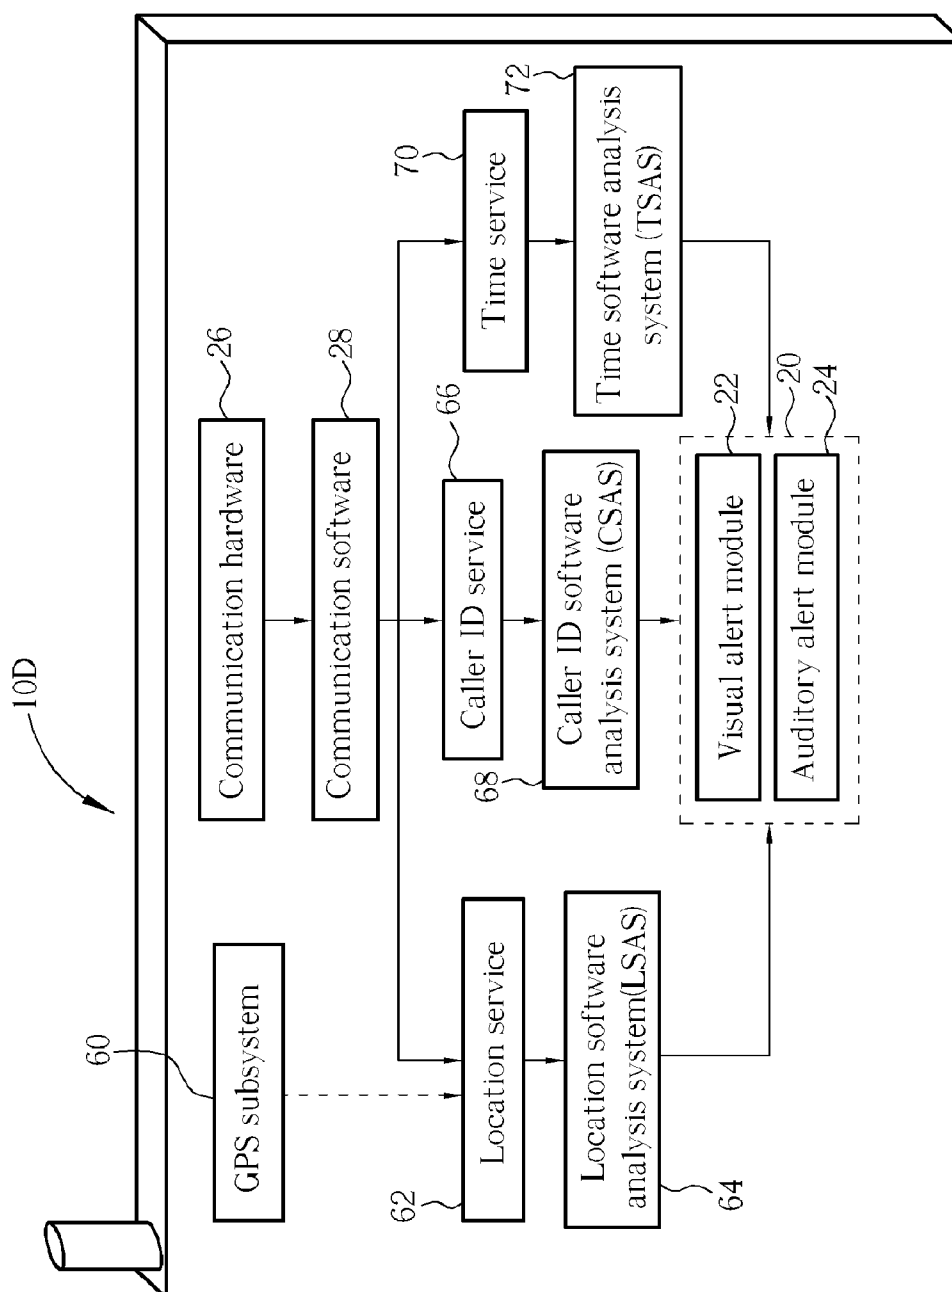 10D
60
GPS subsystem
Communication hardware
26
Communication software
28
62
Location service
66
Caller ID service
70
Time service
64
Location software
analysis system(LSAS)
68
Caller ID software
analysis system (CSAS)
72
Time software analysis
system (TSAS)
22
Visual alert module
20
24
Auditory alert module